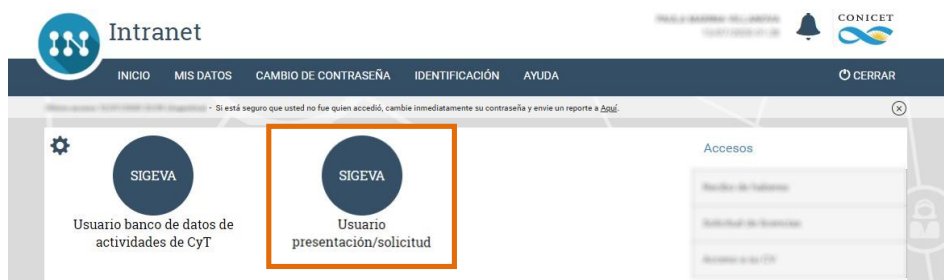 IN Intranet
CONICET
INICIO MIS DATOS CAMBIO DE CONTRASEÑA IDENTIFICACIÓN AYUDA CERRAR
- Si está seguro que usted no fue quien accedió, cambie inmediatamente su contraseña y envie un reporte a Aquí.
Accesos
SIGEVA
Usuario banco de datos de
actividades de CyT
SIGEVA
Usuario
presentación/solicitud